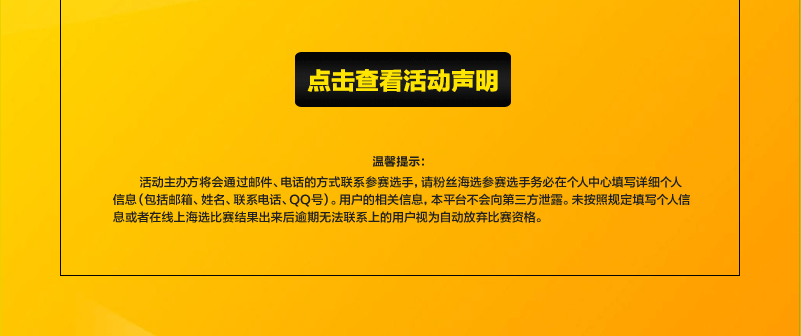 点击查看活动声明
温馨提示：
活动主办方将会通过邮件、电话的方式联系参赛选手，请粉丝海选参赛选手务必在个人中心填写详细个人
信息（包括邮箱、姓名、联系电话、QQ号）。用户的相关信息，本平台不会向第三方泄露。未按照规定填写个人信
息或者在线上海选比赛结果出来后逾期无法联系上的用户视为自动放弃比赛资格。